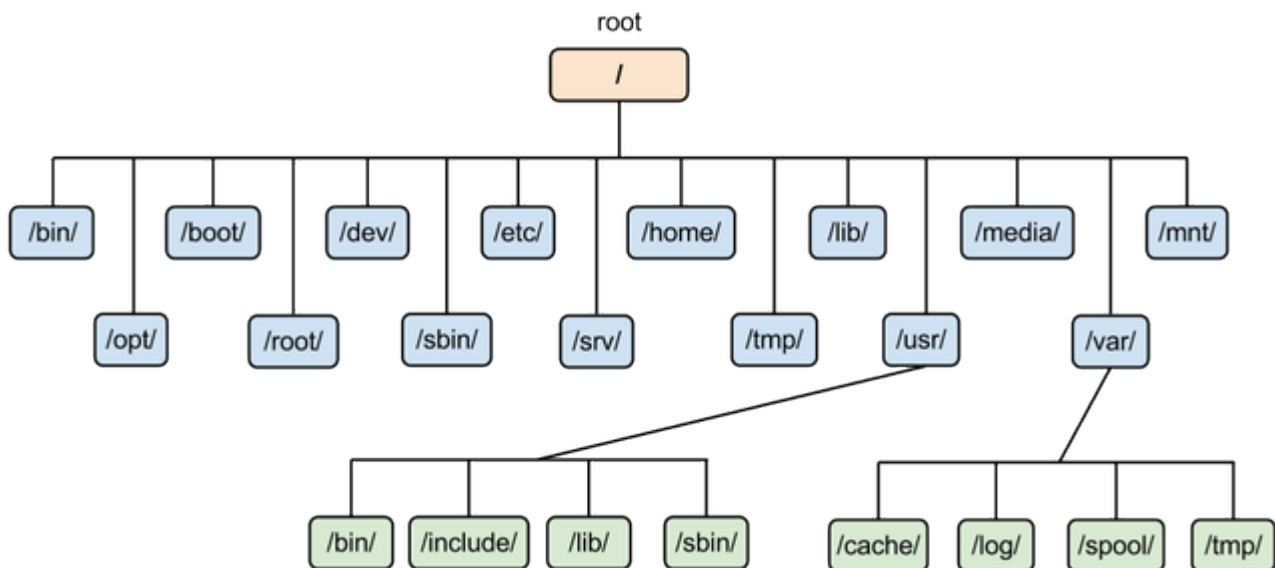 root
/
/bin/
/boot/
/dev/
/etc/
/home/
/lib/
/media/
/mnt/
/opt/
/root/
/sbin/
/srv/
/tmp/
/usr/
/var/
/bin/
/include/
/lib/
/sbin/
/cache/
/log/
/spool/
/tmp/